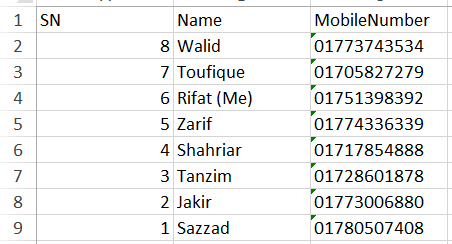 1 SN Name MobileNumber
2 8 Walid 01773743534
3 7 Toufique 01705827279
4 6 Rifat (Me) 01751398392
5 5 Zarif 01774336339
6 4 Shahriar 01717854888
7 3 Tanzim 01728601878
8 2 Jakir 01773006880
9 1 Sazzad 01780507408